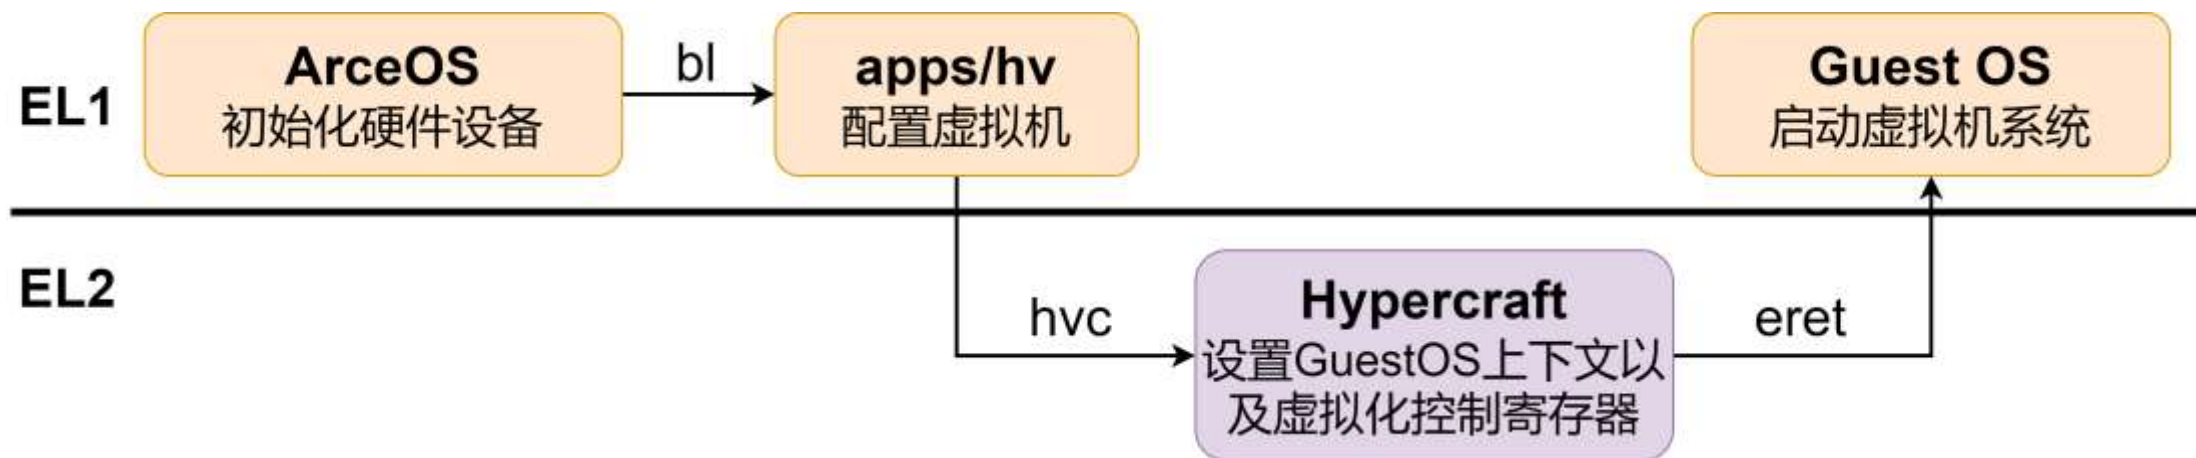 EL1
ArceOS
初始化硬件设备
bl
apps/hv
配置虚拟机
Guest OS
启动虚拟机系统
EL2
hvc
Hypercraft
设置GuestOS上下文以
及虚拟化控制寄存器
eret